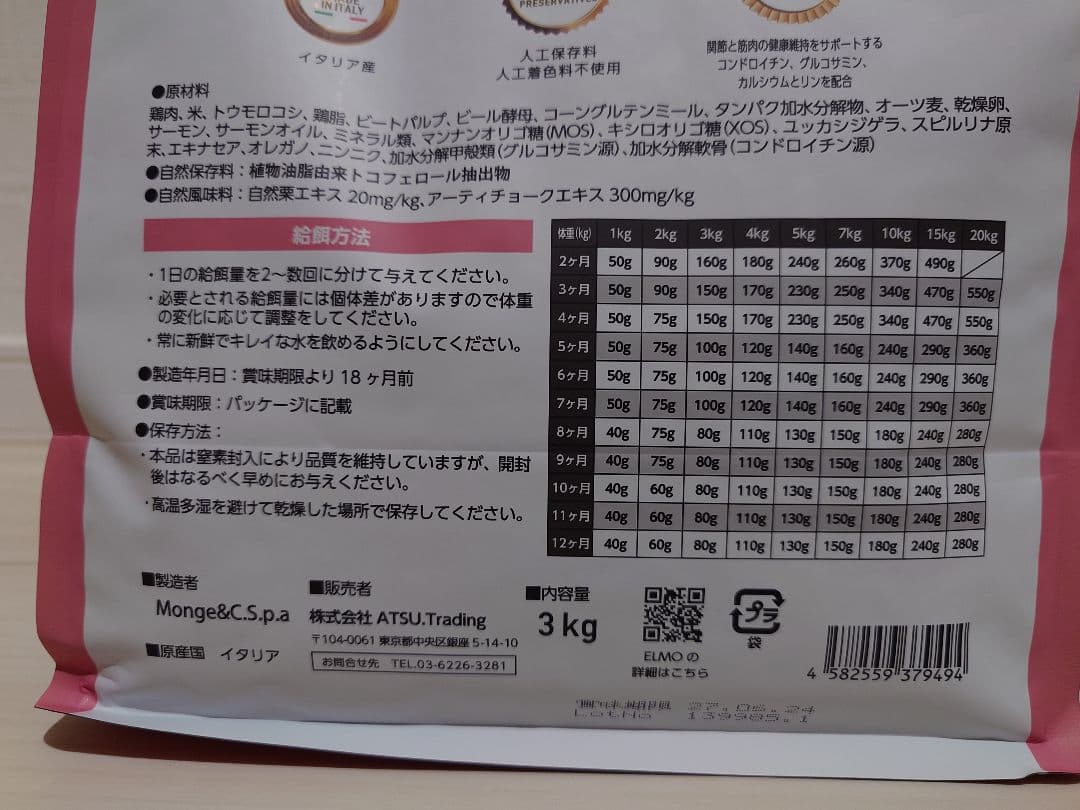 IN ITALY
イタリア産
PRESERVATIVES
人工保存料
人工着色料不使用
関節と筋肉の健康維持をサポートする
コンドロイチン、グルコサミン、
カルシウムとリンを配合
●原材料
鶏肉、米、トウモロコシ、鶏脂、ビートパルプ、ビール酵母、コーングルテンミール、タンパク加水分解物、オーツ麦、乾燥卵、
サーモン、サーモンオイル、ミネラル類、マンナンオリゴ糖(MOS)、キシロオリゴ糖(XOS)、ユッカシジゲラ、スピルリナ原
末、エキナセア、オレガノ、ニンニク、加水分解甲殻類(グルコサミン源)、加水分解軟骨(コンドロイチン源)
●自然保存料：植物油脂由来トコフェロール抽出物
●自然風味料：自然栗エキス 20mg/kg、アーティチョークエキス 300mg/kg
給餌方法
・1日の給餌量を2〜数回に分けて与えてください。
・必要とされる給餌量には個体差がありますので体重
の変化に応じて調整をしてください。
・常に新鮮でキレイな水を飲めるようにしてください。
●製造年月日：賞味期限より18ヶ月前
●賞味期限：パッケージに記載
●保存方法：
・本品は窒素封入により品質を維持していますが、開封
後はなるべく早めにお与えください。
・高温多湿を避けて乾燥した場所で保存してください。
体重(kg) 1kg 2kg 3kg 4kg 5kg 7kg 10kg 15kg 20kg
2ヶ月 50g 90g 160g 180g 240g 260g 370g 490g
3ヶ月 50g 90g 150g 170g 230g 250g 340g 470g 550g
4ヶ月 50g 75g 150g 170g 230g 250g 340g 470g 550g
5ヶ月 50g 75g 100g 120g 140g 160g 240g 290g 360g
6ヶ月 50g 75g 100g 120g 140g 160g 240g 290g 360g
7ヶ月 50g 75g 100g 120g 140g 160g 240g 290g 360g
8ヶ月 40g 75g 80g 110g 130g 150g 180g 240g 280g
9ヶ月 40g 75g 80g 110g 130g 150g 180g 240g 280g
10ヶ月 40g 60g 80g 110g 130g 150g 180g 240g 280g
11ヶ月 40g 60g 80g 110g 130g 150g 180g 240g 280g
12ヶ月 40g 60g 80g 110g 130g 150g 180g 240g 280g
■製造者
Monge&C.S.p.a
■原産国 イタリア
■販売者
株式会社 ATSU.Trading
〒104-0061 東京都中央区銀座 5-14-10
お問合せ先 TEL.03-6226-3281
■内容量
3kg
ELMOの
詳細はこちら
プラ
袋
4 582559 379494
賞味期限 27.05.24
LotNo 139985.1